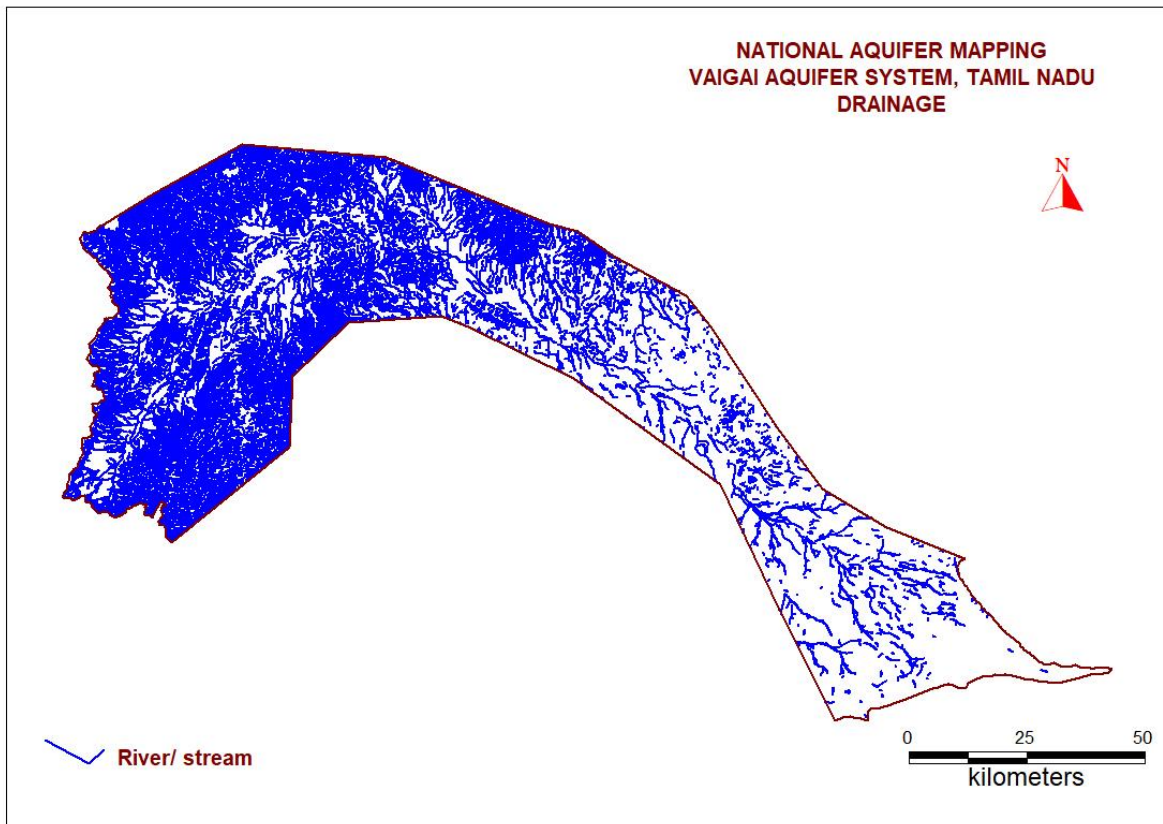 NATIONAL AQUIFER MAPPING
VAIGAI AQUIFER SYSTEM, TAMIL NADU
DRAINAGE
N
River/ stream
0 25 50
kilometers